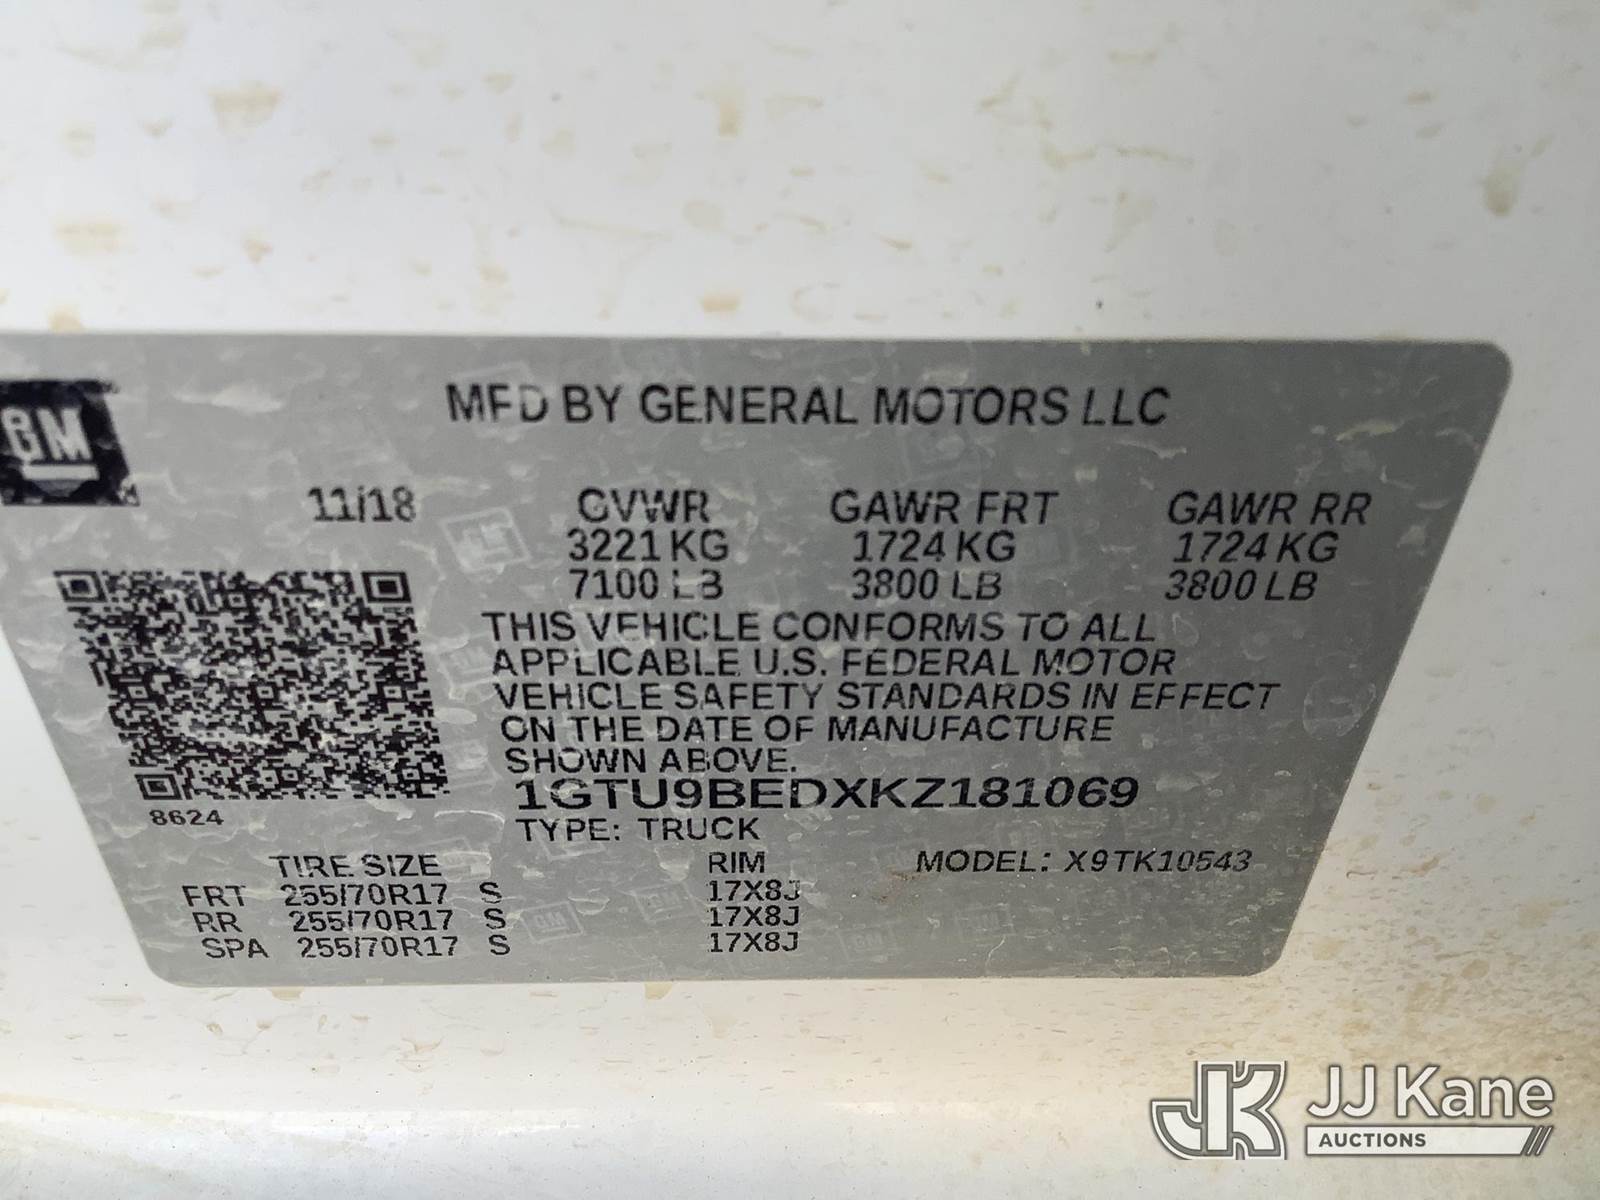 GM
MFD BY GENERAL MOTORS LLC
11/18 GVWR GAWR FRT GAWR RR
3221 KG 1724 KG 1724 KG
7100 LB 3800 LB 3800 LB
THIS VEHICLE CONFORMS TO ALL
APPLICABLE U.S. FEDERAL MOTOR
VEHICLE SAFETY STANDARDS IN EFFECT
ON THE DATE OF MANUFACTURE
SHOWN ABOVE.
1GTU9BEDXKZ181069
8624
TYPE: TRUCK
TIRE SIZE RIM MODEL: X9TK10543
FRT 255/70R17 S 17X8J
RR 255/70R17 S 17X8J
SPA 255/70R17 S 17X8J
JK JJ Kane
AUCTIONS